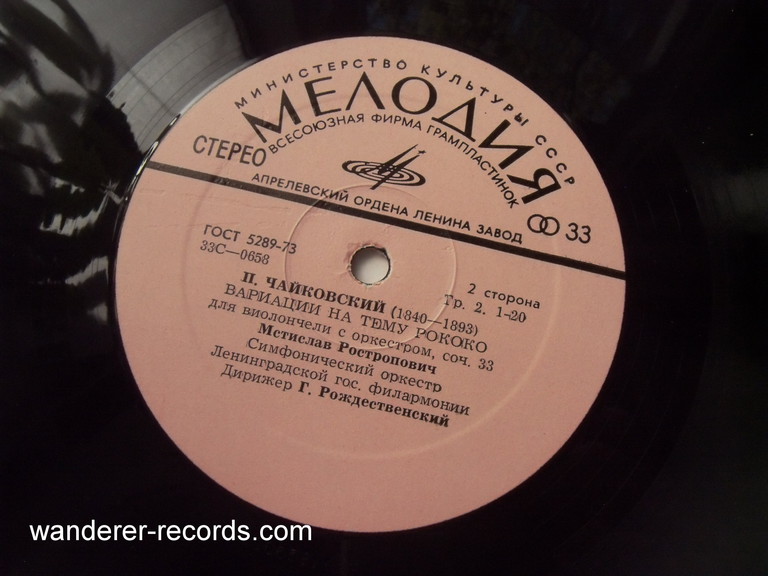 МИНИСТЕРСТВО КУЛЬТУРЫ СССР
МЕЛОДИЯ
ВСЕСОЮЗНАЯ ФИРМА ГРАМПЛАСТИНОК
СТЕРЕО
АПРЕЛЕВСКИЙ ОРДЕНА ЛЕНИНА ЗАВОД
33
ГОСТ 5289-73
33С—0658
2 сторона
Гр. 2. 1-20
П. ЧАЙКОВСКИЙ (1840—1893)
ВАРИАЦИИ НА ТЕМУ РОКОКО
для виолончели с оркестром, соч. 33
Мстислав Ростропович
Симфонический оркестр
Ленинградской гос. филармонии
Дирижер Г. Рождественский
wanderer-records.com